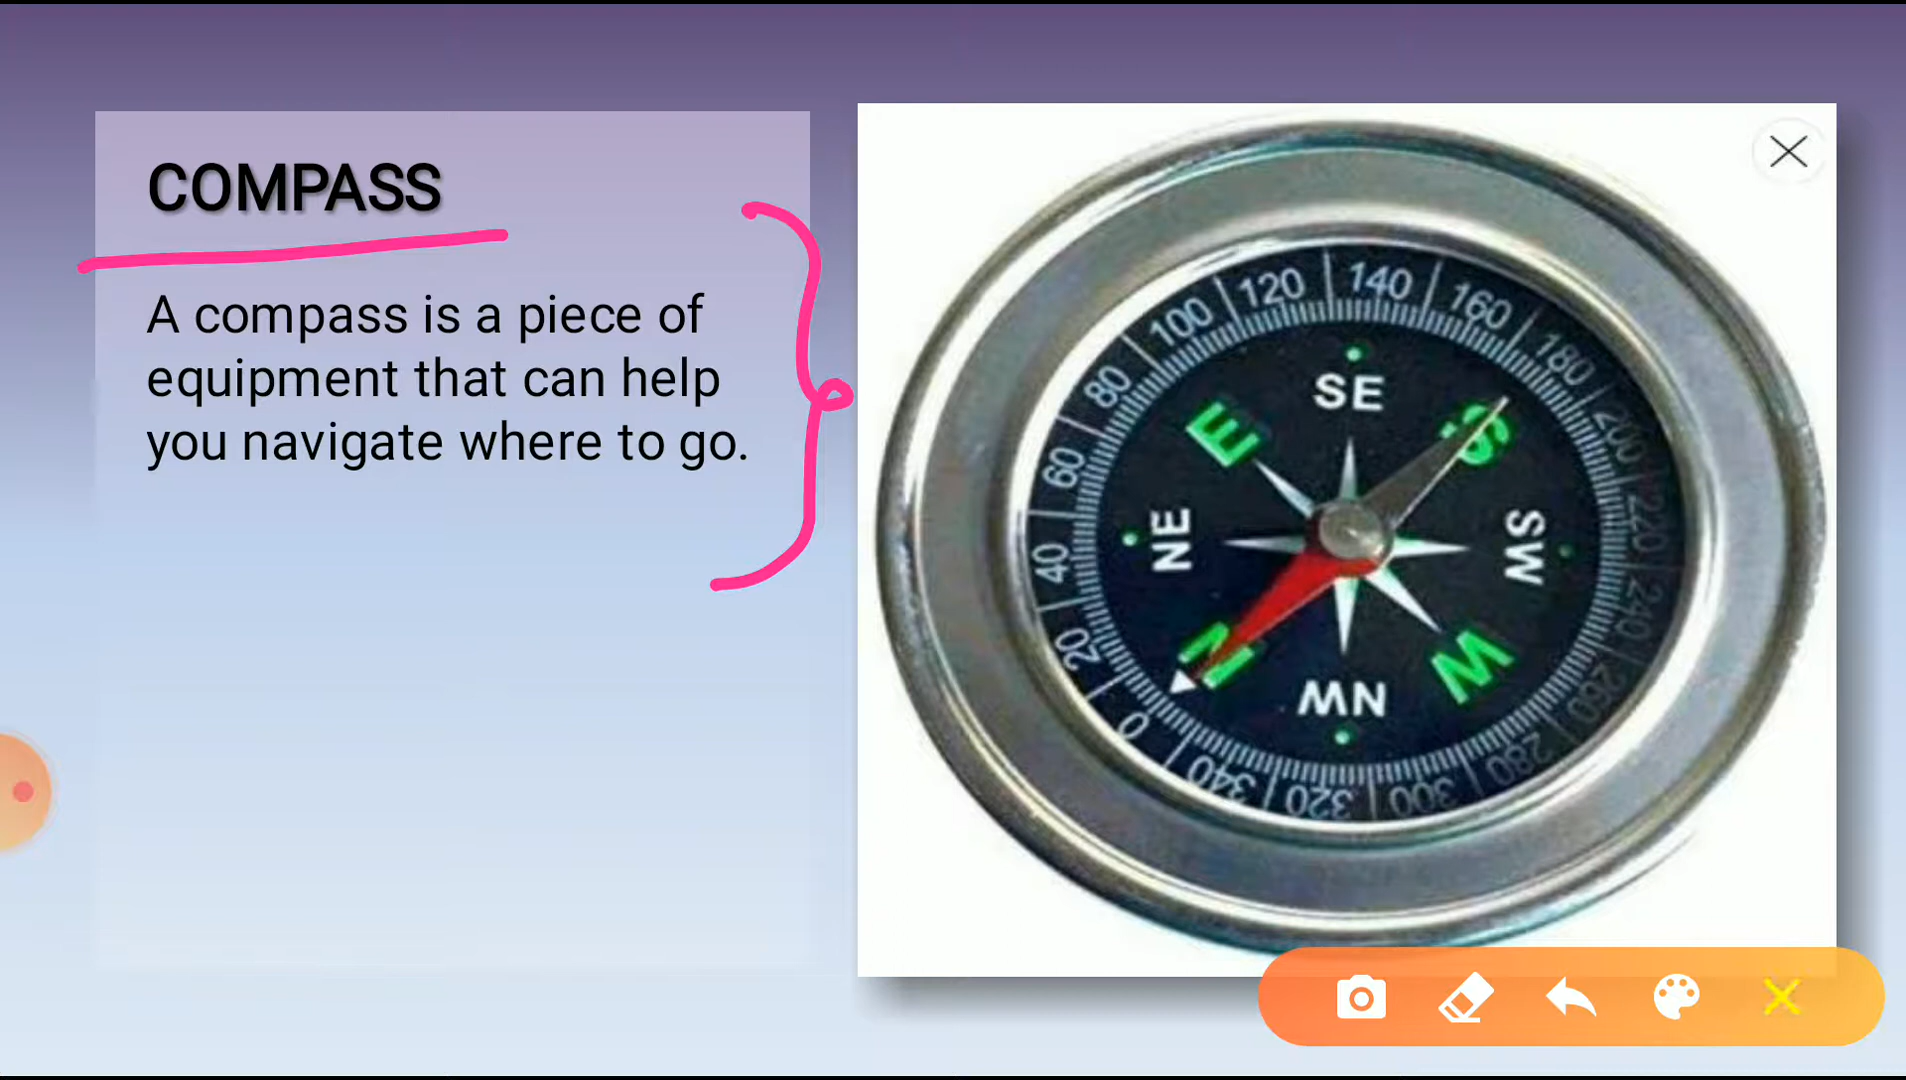 COMPASS
A compass is a piece of
equipment that can help
you navigate where to go.
120
140
100
160
80
180
SE
E
S
200
60
NE
SW
220
40
240
20
N
W
NW
260
0
280
340
320
300